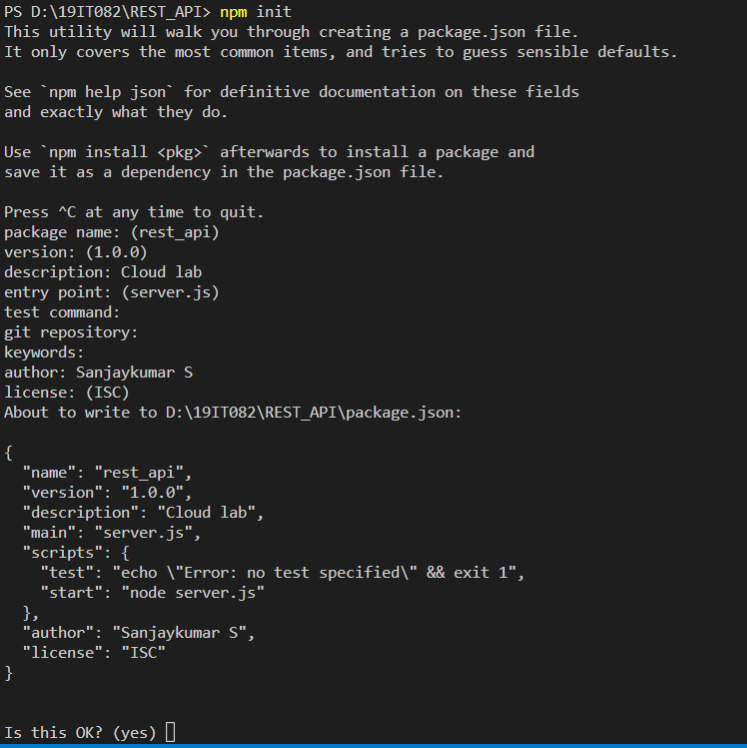 PS D:\19IT082\REST_API> npm init
This utility will walk you through creating a package.json file.
It only covers the most common items, and tries to guess sensible defaults.

See `npm help json` for definitive documentation on these fields
and exactly what they do.

Use `npm install <pkg>` afterwards to install a package and
save it as a dependency in the package.json file.

Press ^C at any time to quit.
package name: (rest_api)
version: (1.0.0)
description: Cloud lab
entry point: (server.js)
test command:
git repository:
keywords:
author: Sanjaykumar S
license: (ISC)
About to write to D:\19IT082\REST_API\package.json:

{
  "name": "rest_api",
  "version": "1.0.0",
  "description": "Cloud lab",
  "main": "server.js",
  "scripts": {
    "test": "echo \"Error: no test specified\" && exit 1",
    "start": "node server.js"
  },
  "author": "Sanjaykumar S",
  "license": "ISC"
}

Is this OK? (yes)